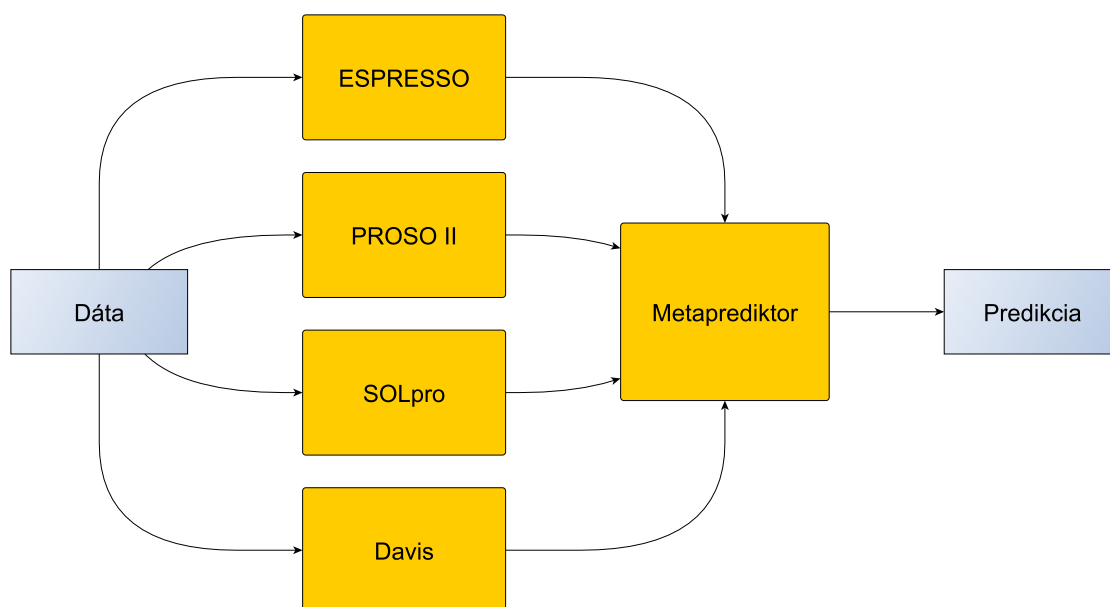 ESPRESSO
PROSO II
Dáta
Metaprediktor
Predikcia
SOLpro
Davis